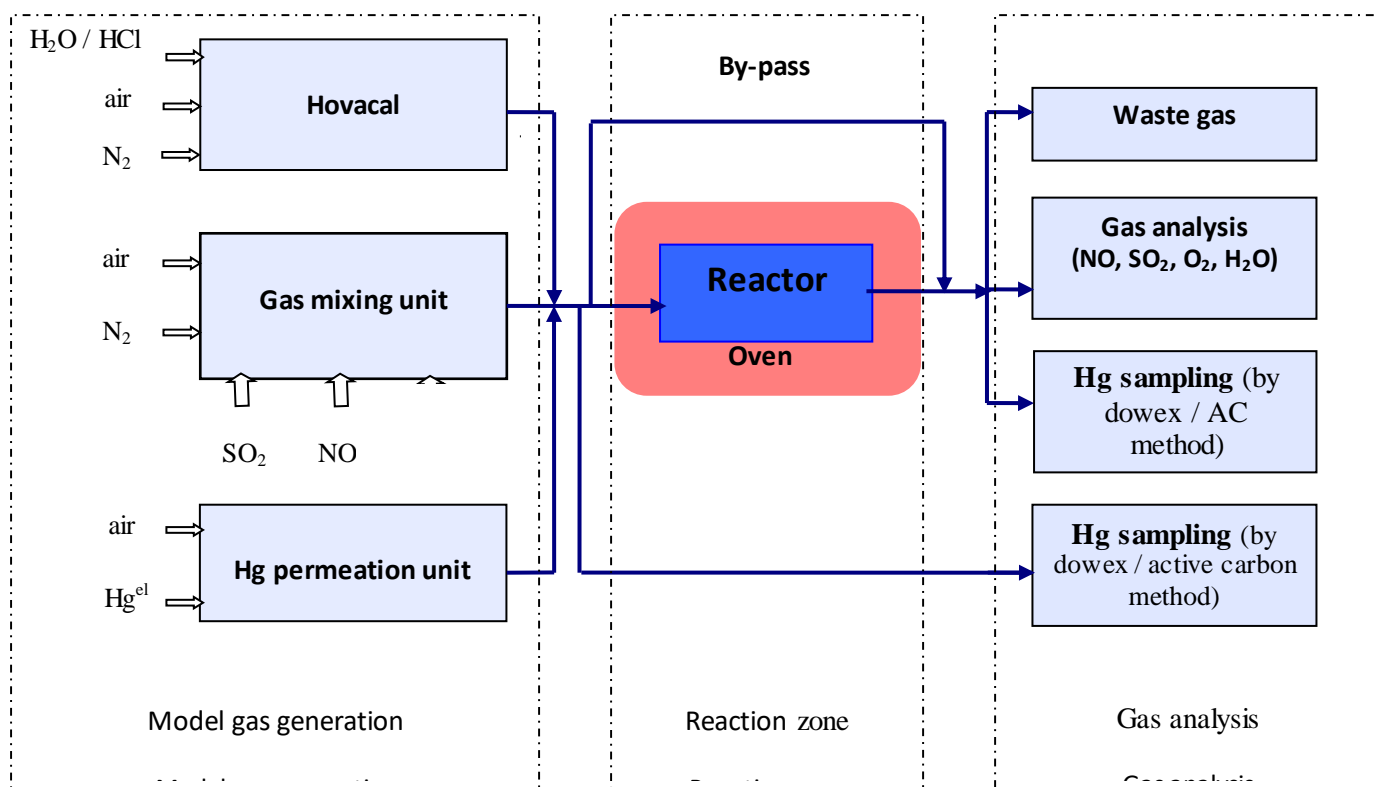 H₂O / HCl
air
N₂
Hovacal
air
N₂
Gas mixing unit
SO₂
NO
air
Hgᵉˡ
Hg permeation unit
Model gas generation
By-pass
Reactor
Oven
Reaction zone
Waste gas
Gas analysis
(NO, SO₂, O₂, H₂O)
Hg sampling (by
dowex / AC
method)
Hg sampling (by
dowex / active carbon
method)
Gas analysis